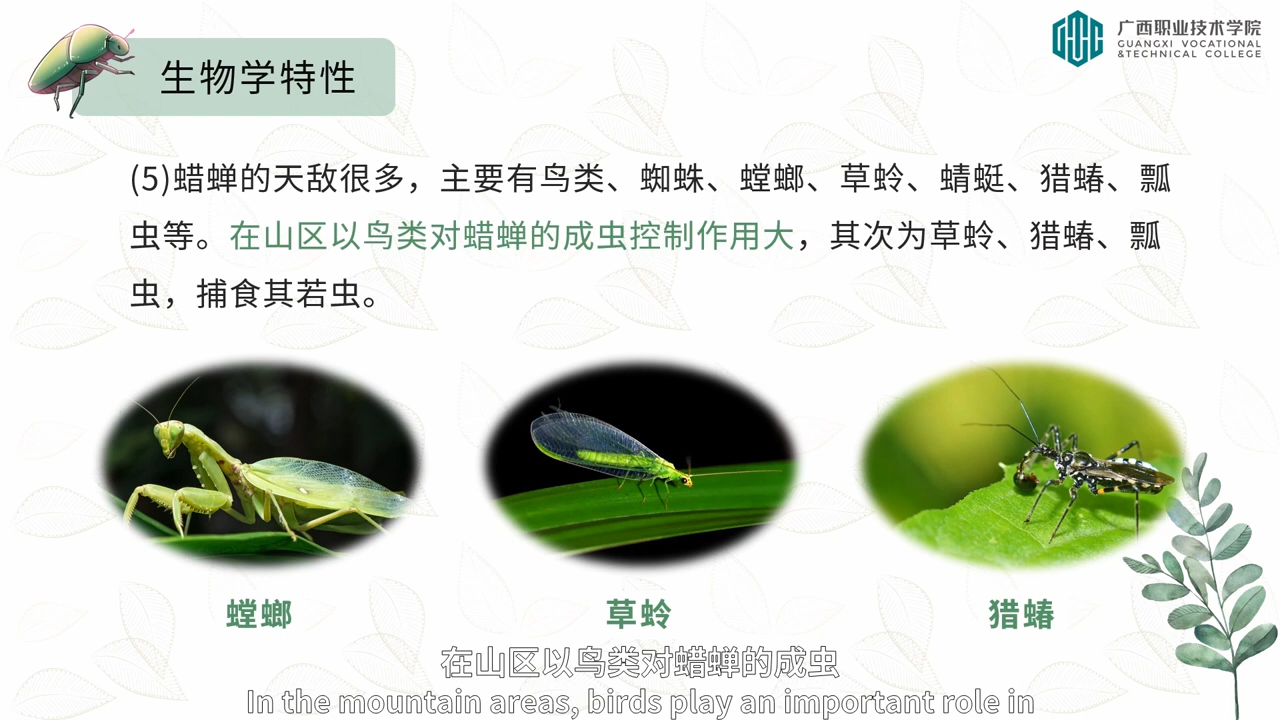 生物学特性
广西职业技术学院
GUANGXI VOCATIONAL
&TECHNICAL COLLEGE
(5)蜡蝉的天敌很多，主要有鸟类、蜘蛛、螳螂、草蛉、蜻蜓、猎蝽、瓢
虫等。在山区以鸟类对蜡蝉的成虫控制作用大，其次为草蛉、猎蝽、瓢
虫，捕食其若虫。
螳螂
草蛉
猎蝽
在山区以鸟类对蜡蝉的成虫
In the mountain areas, birds play an important role in